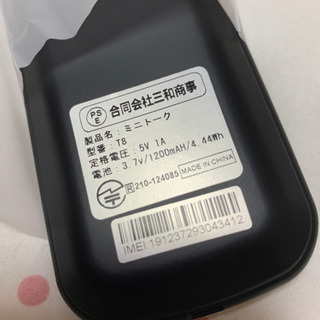 PS
E
合同会社三和商事
製品名：ミニトーク
型番：T8
定格電圧：5V 1A
電池：3.7V/1200mAH/4.44Wh
MADE IN CHINA
R 210-124085
IMEI:191237293043412